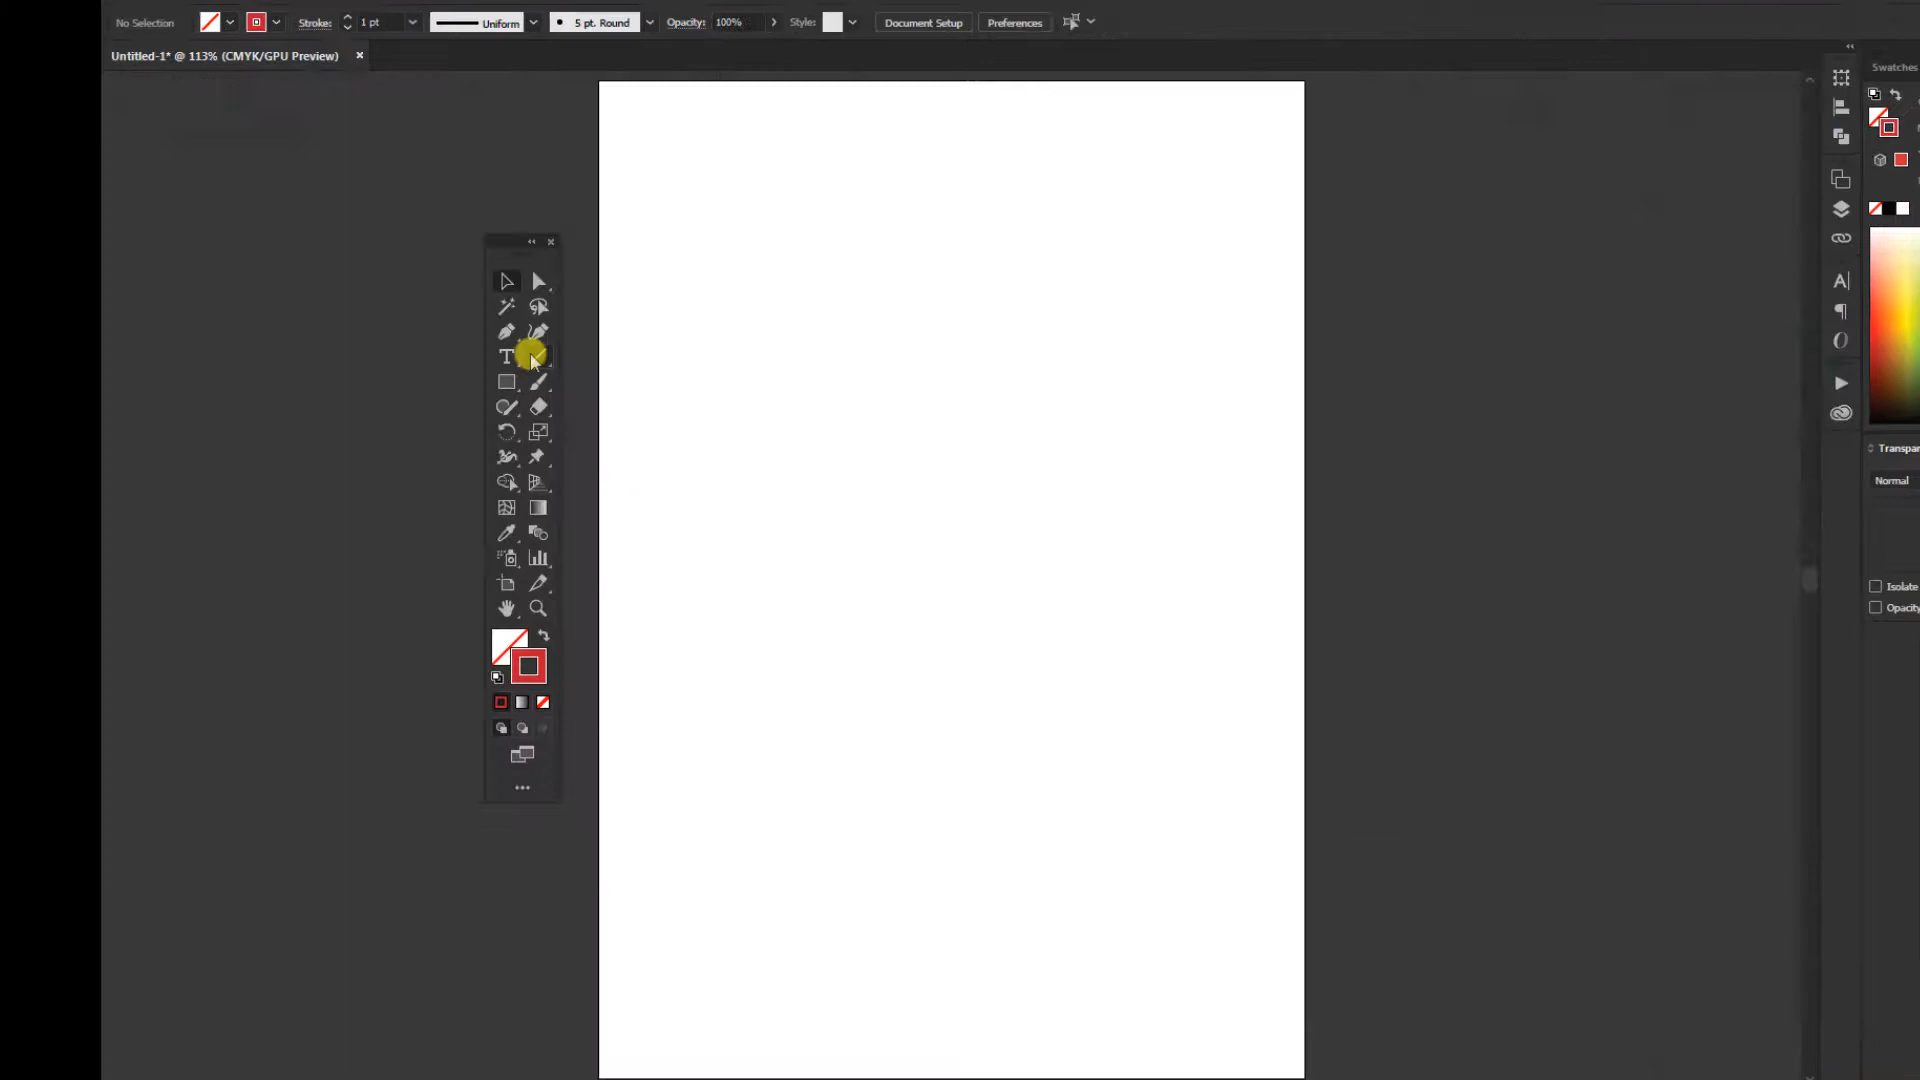 No Selection Stroke: 1 pt Uniform 5 pt. Round Opacity: 100% Style: Document Setup Preferences
Untitled-1* @ 113% (CMYK/GPU Preview)
Swatches
Transpar
Normal
Isolate
Opacity